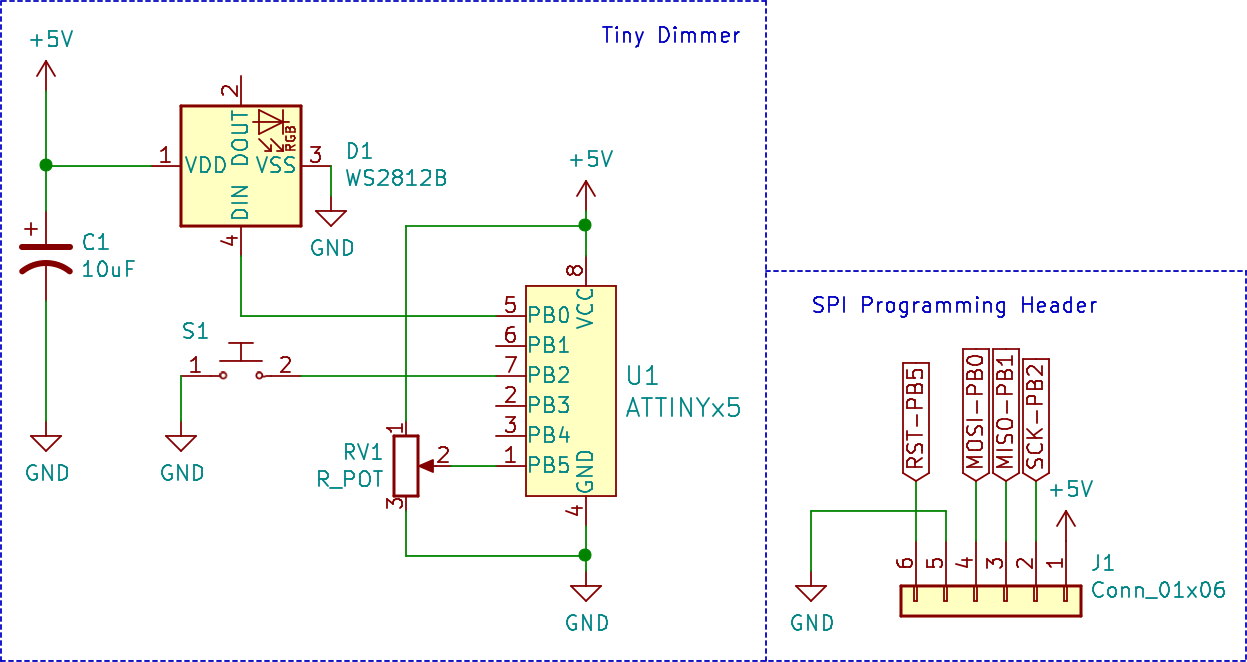 Tiny Dimmer
+5V
2
DOUT
RGB
1
VDD
VSS
3
D1
WS2812B
DIN
4
GND
+
C1
10uF
GND
+5V
8
VCC
5
PB0
6
PB1
7
PB2
2
PB3
3
PB4
1
PB5
GND
4
U1
ATTINYx5
GND
S1
1
2
GND
1
RV1
R_POT
2
3
SPI Programming Header
RST-PB5
MOSI-PB0
MISO-PB1
SCK-PB2
+5V
6
5
4
3
2
1
J1
Conn_01x06
GND